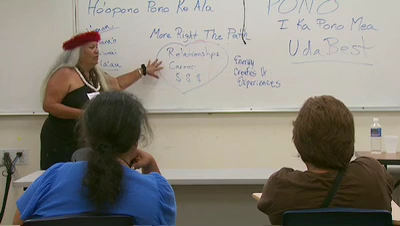 Ho'opono Pono Ke Ala
More Right The Path
Relationships
Career
$ $ $
Energy
Creates Ur
Experiences
PONO
I Ka Pono Mea
Uda Best